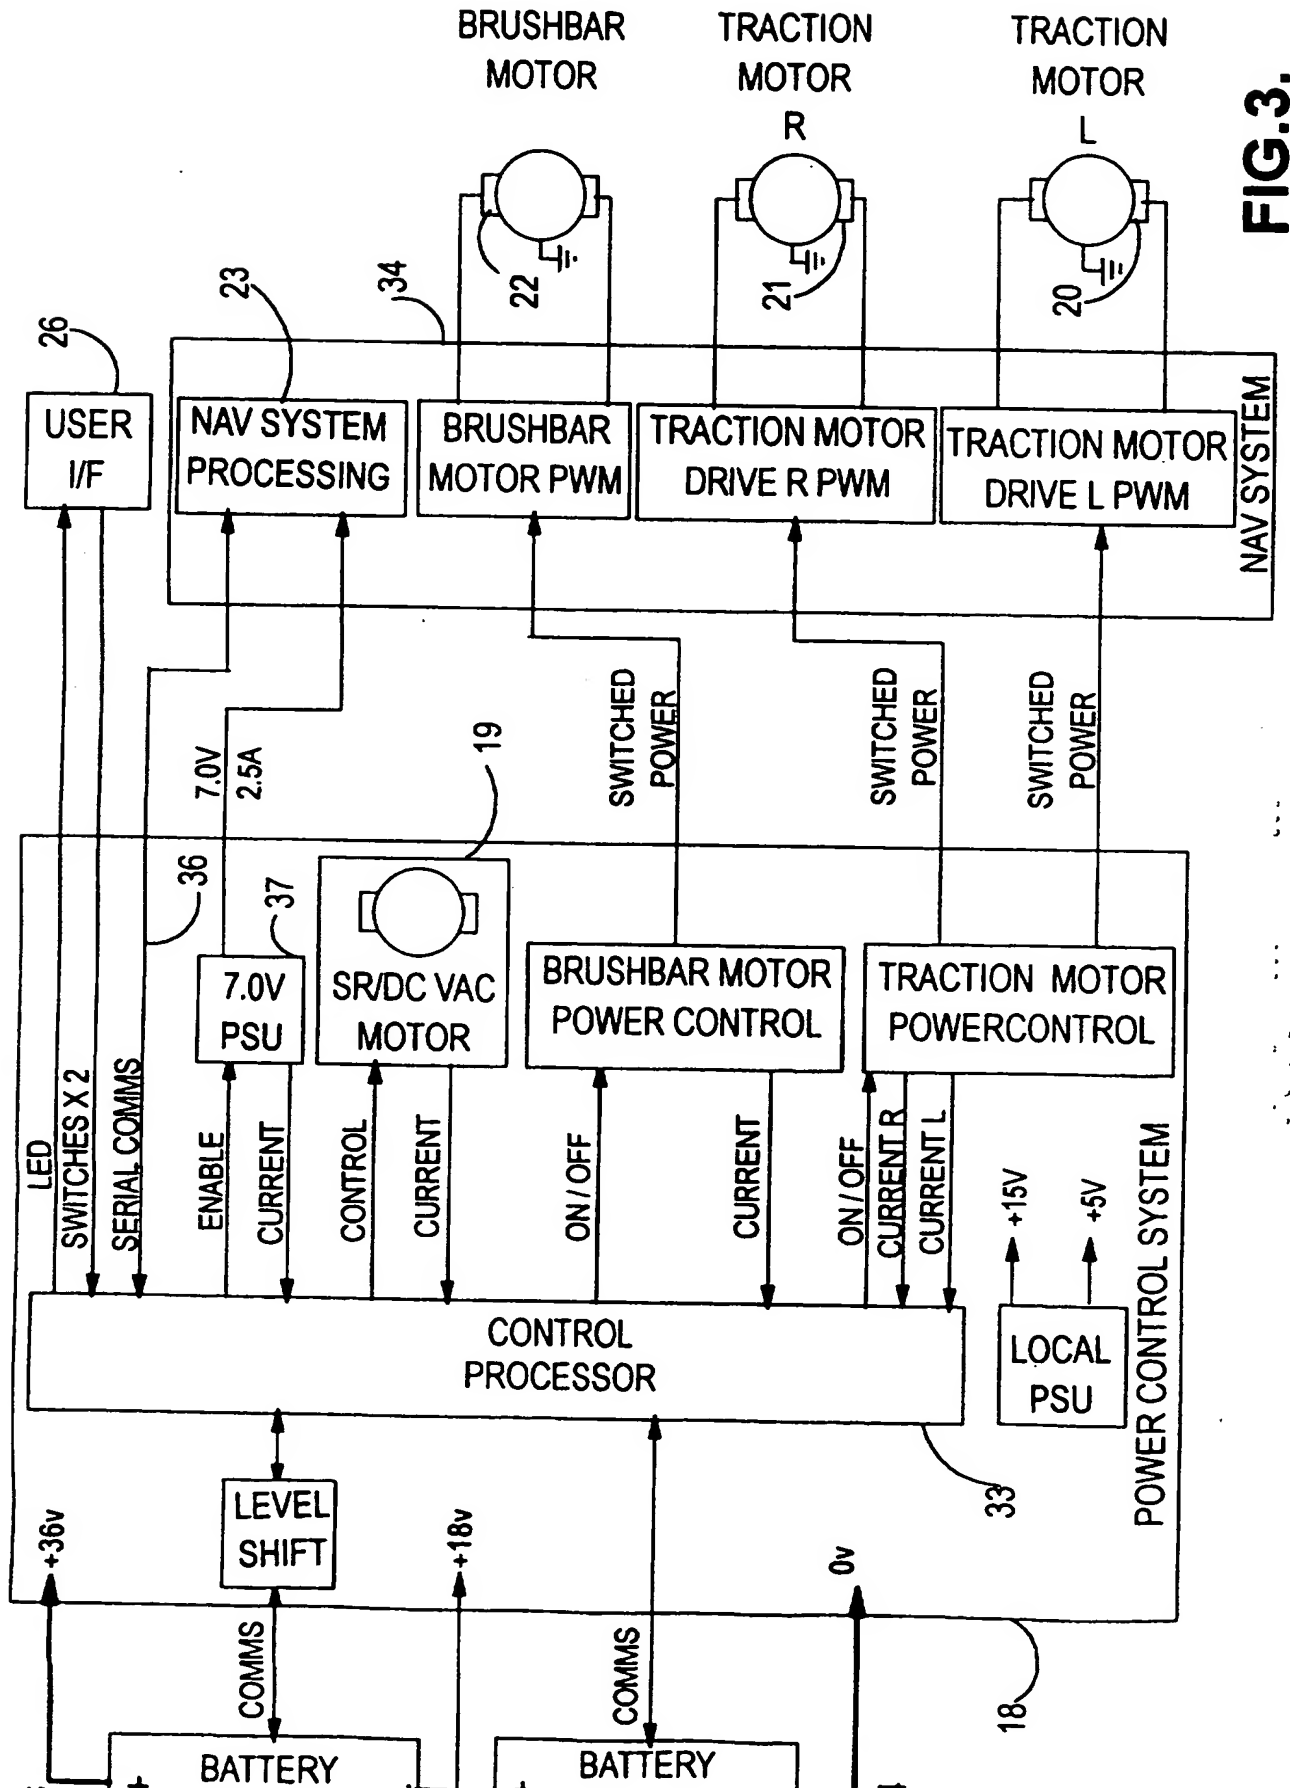 BRUSHBAR
MOTOR
TRACTION
MOTOR
R
TRACTION
MOTOR
L
FIG.3.
22
21
20
26
23
34
USER
I/F
NAV SYSTEM
PROCESSING
BRUSHBAR
MOTOR PWM
TRACTION MOTOR
DRIVE R PWM
TRACTION MOTOR
DRIVE L PWM
NAV SYSTEM
7.0V
2.5A
19
SWITCHED
POWER
SWITCHED
POWER
SWITCHED
POWER
36
37
7.0V
PSU
SR/DC VAC
MOTOR
BRUSHBAR MOTOR
POWER CONTROL
TRACTION MOTOR
POWERCONTROL
LED
SWITCHES X 2
SERIAL COMMS
ENABLE
CURRENT
CONTROL
CURRENT
ON / OFF
CURRENT
ON / OFF
CURRENT R
CURRENT L
+15V
+5V
CONTROL
PROCESSOR
LOCAL
PSU
POWER CONTROL SYSTEM
33
LEVEL
SHIFT
+36v
+18v
0v
COMMS
COMMS
18
BATTERY
BATTERY
+